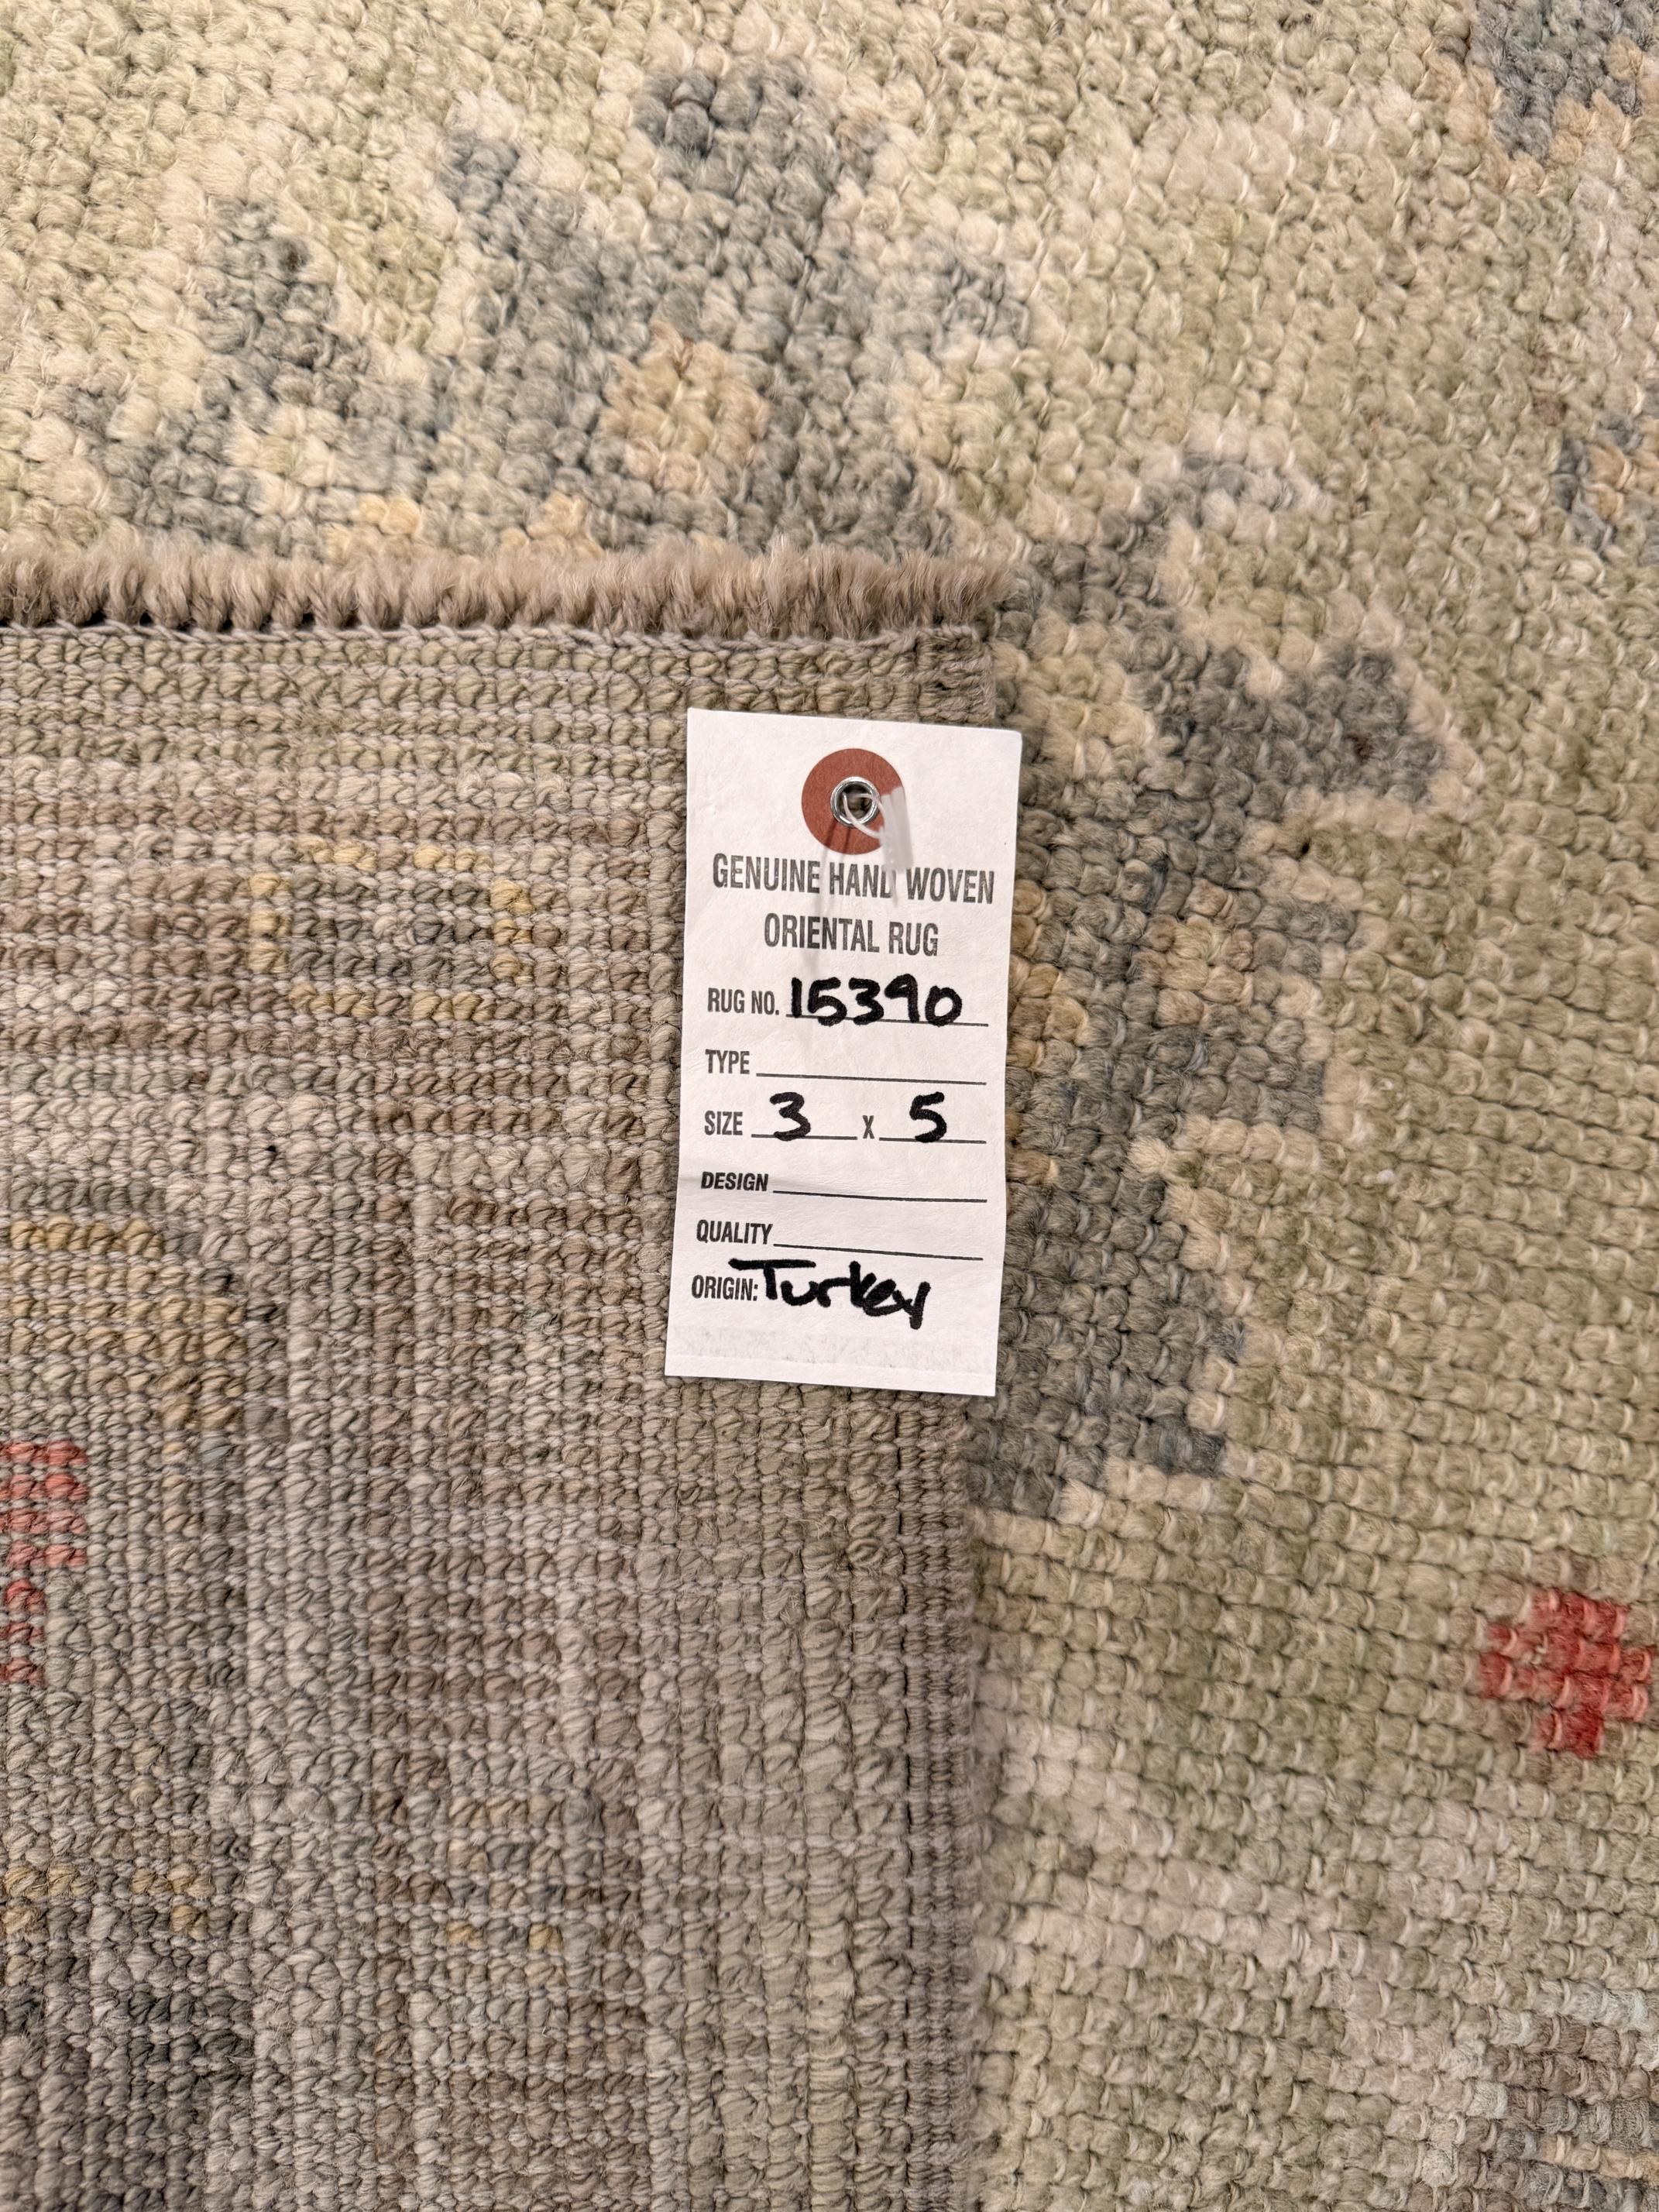 GENUINE HAND WOVEN
ORIENTAL RUG
RUG NO. 15390
TYPE
SIZE 3 X 5
DESIGN
QUALITY
ORIGIN: Turkey